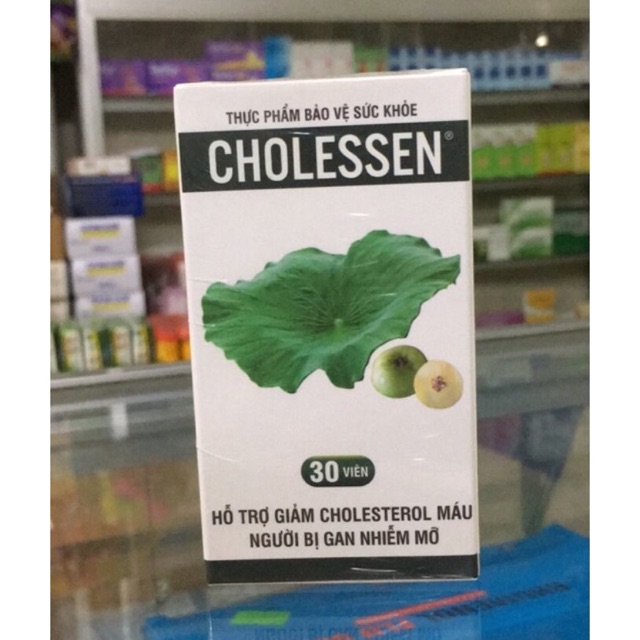 THỰC PHẨM BẢO VỆ SỨC KHỎE
CHOLESSEN®
30 VIÊN
HỖ TRỢ GIẢM CHOLESTEROL MÁU
NGƯỜI BỊ GAN NHIỄM MỠ